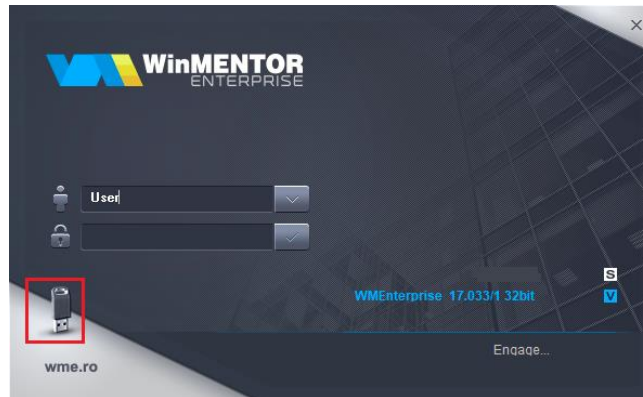 WinMENTOR
ENTERPRISE
User
S
WMEnterprise 17.033/1 32bit
V
Engage...
wme.ro